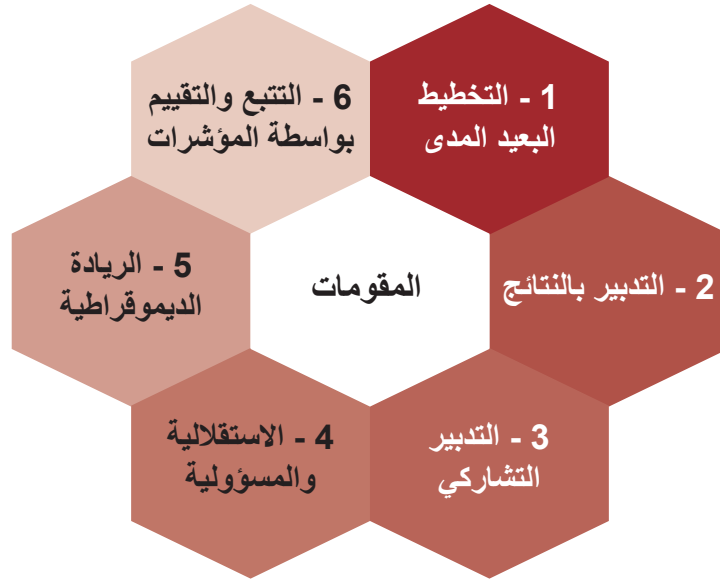 1 - التخطيط
البعيد المدى
2 - التدبير بالنتائج
3 - التدبير
التشاركي
4 - الاستقلالية
والمسؤولية
5 - الريادة
الديموقراطية
6 - التتبع والتقييم
بواسطة المؤشرات
المقومات